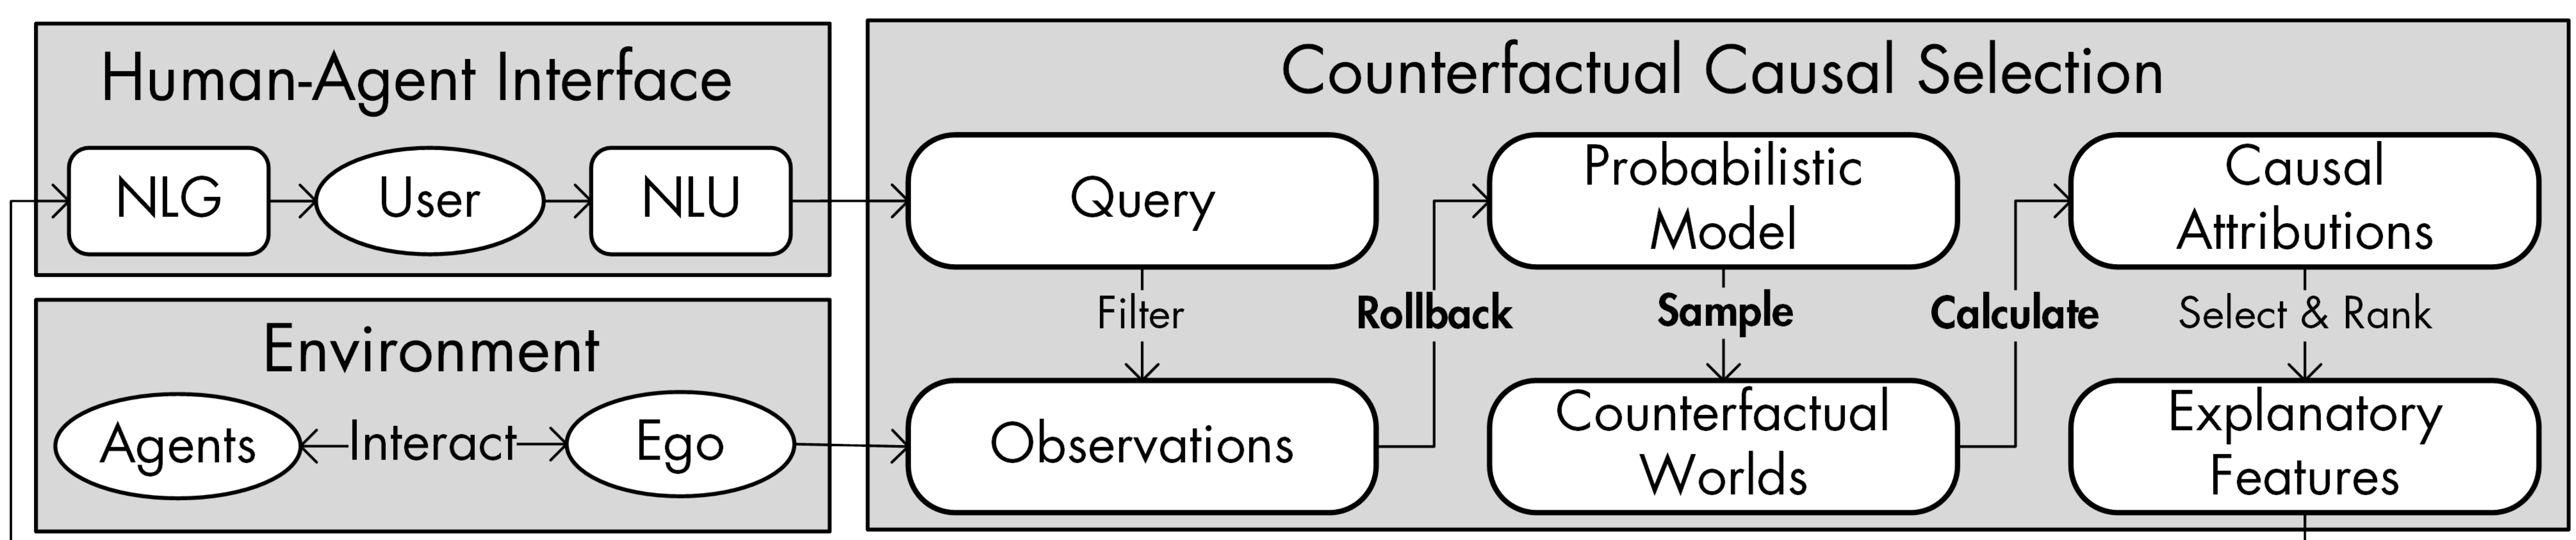 Human-Agent Interface
NLG
User
NLU
Environment
Agents
Interact
Ego
Counterfactual Causal Selection
Query
Filter
Observations
Rollback
Probabilistic
Model
Sample
Counterfactual
Worlds
Calculate
Causal
Attributions
Select & Rank
Explanatory
Features